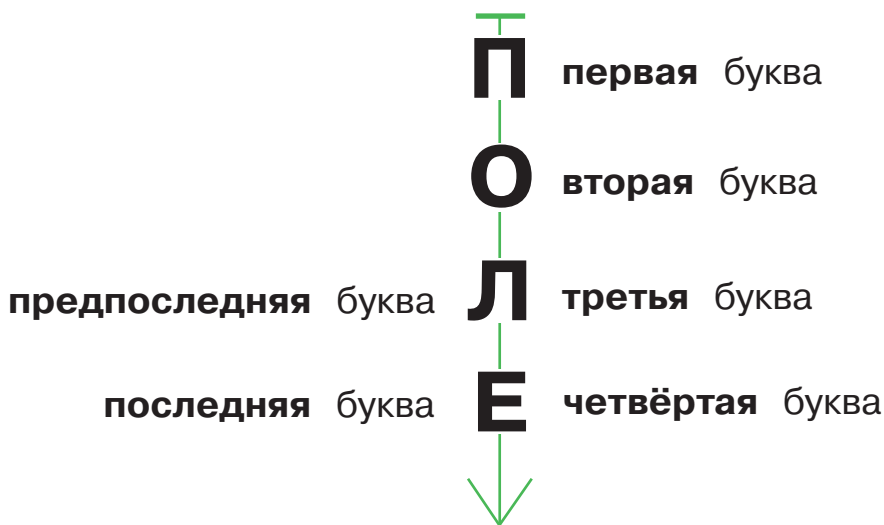 П первая буква
О вторая буква
предпоследняя буква Л третья буква
последняя буква Е четвёртая буква